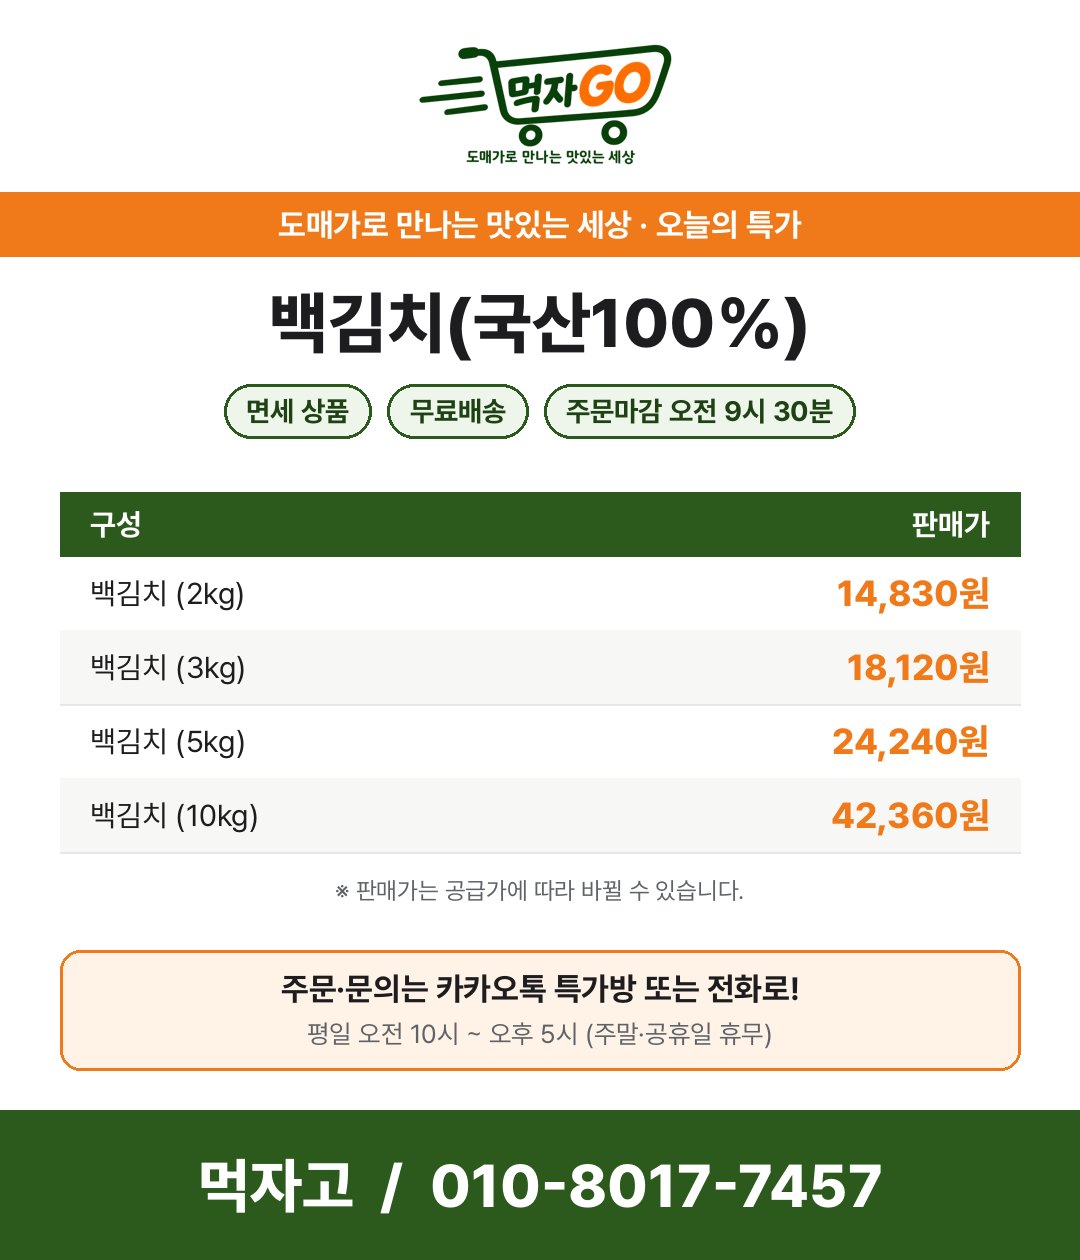 먹자GO
도매가로 만나는 맛있는 세상
도매가로 만나는 맛있는 세상 · 오늘의 특가
백김치(국산100%)
면세 상품 무료배송 주문마감 오전 9시 30분
구성 판매가
백김치 (2kg) 14,830원
백김치 (3kg) 18,120원
백김치 (5kg) 24,240원
백김치 (10kg) 42,360원
※ 판매가는 공급가에 따라 바뀔 수 있습니다.
주문·문의는 카카오톡 특가방 또는 전화로!
평일 오전 10시 ~ 오후 5시 (주말·공휴일 휴무)
먹자고 / 010-8017-7457